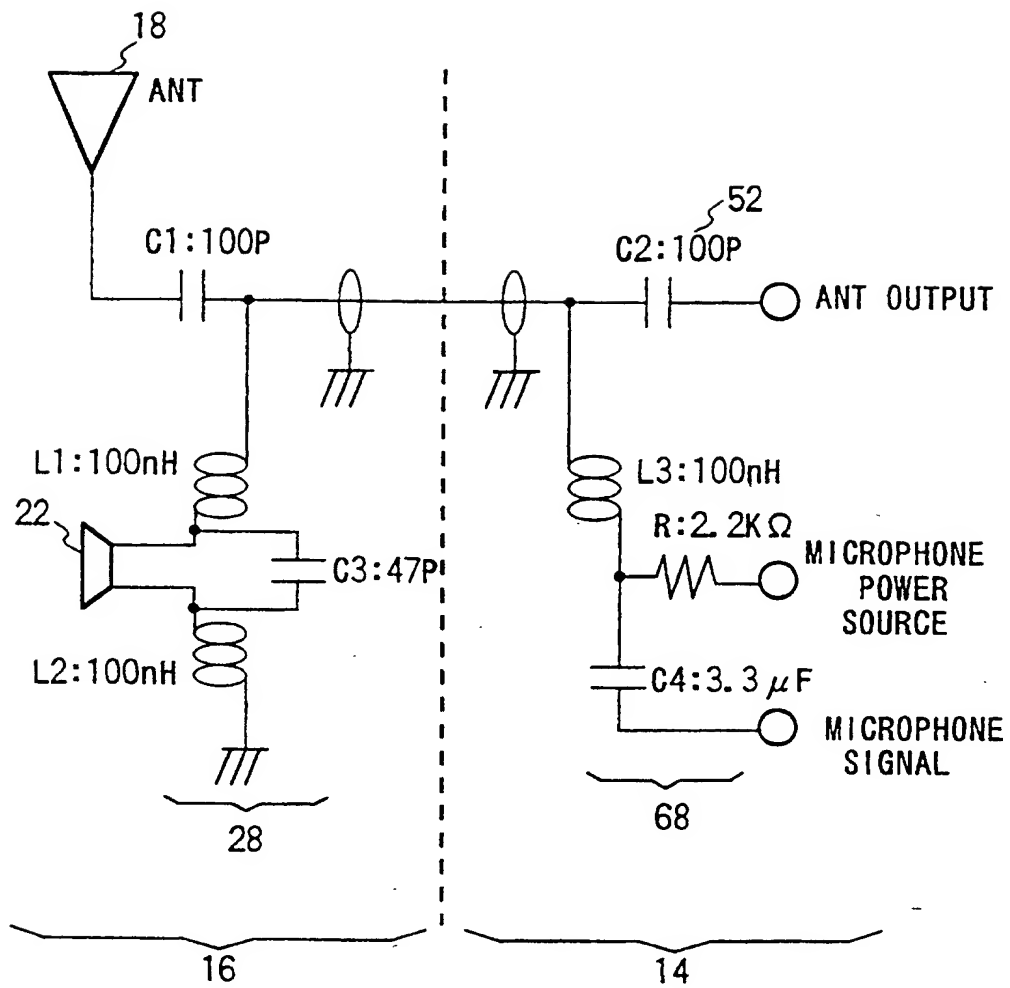 18
ANT
52
C1:100P
C2:100P
ANT OUTPUT
L1:100nH
L3:100nH
22
R:2.2KΩ
C3:47P
MICROPHONE
POWER
SOURCE
L2:100nH
C4:3.3μF
MICROPHONE
SIGNAL
28
68
16
14